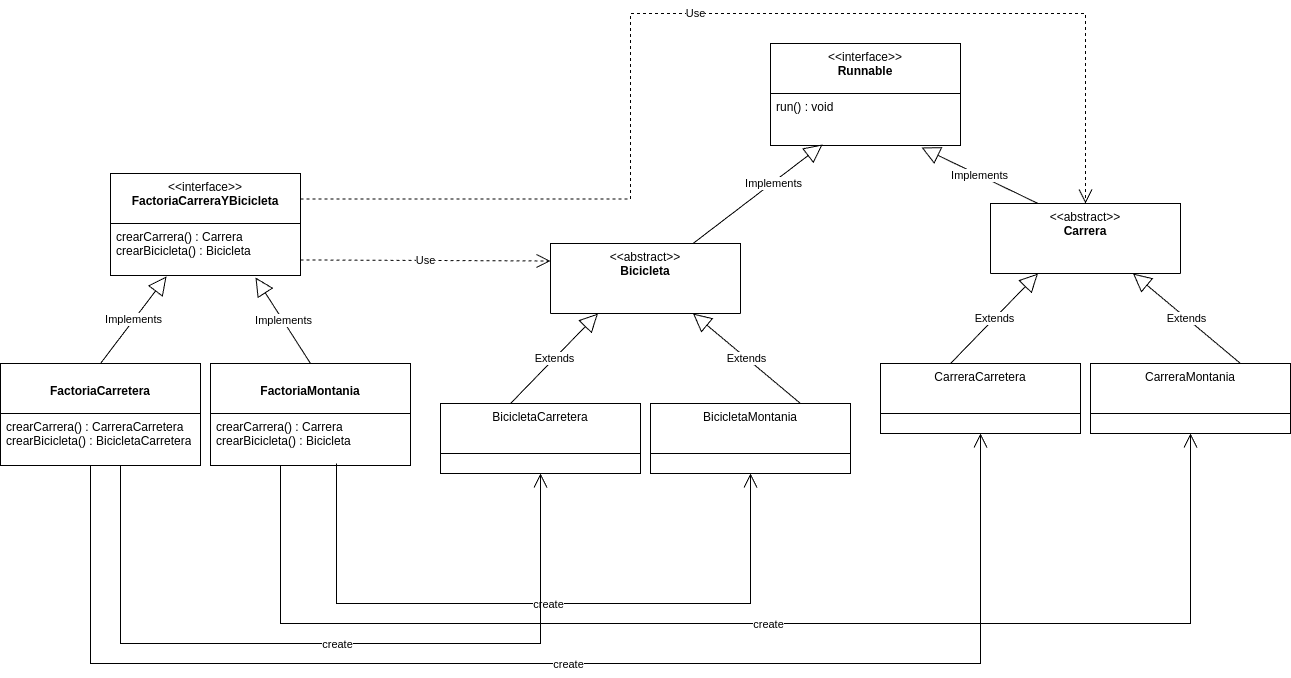 Use
<<interface>>
Runnable
run() : void
Implements
Implements
<<interface>>
FactoriaCarreraYBicicleta
crearCarrera() : Carrera
crearBicicleta() : Bicicleta
<<abstract>>
Carrera
Use
<<abstract>>
Bicicleta
Implements
Implements
Extends
Extends
Extends
Extends
FactoriaCarretera
crearCarrera() : CarreraCarretera
crearBicicleta() : BicicletaCarretera
FactoriaMontania
crearCarrera() : Carrera
crearBicicleta() : Bicicleta
BicicletaCarretera
BicicletaMontania
CarreraCarretera
CarreraMontania
create
create
create
create